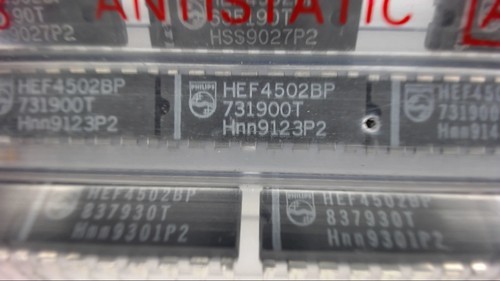 ANTISTATIC
HSS9027P2
HEF4502BP
731900T
Hnn9123P2
PHILIPS
HEF4502BP
731900T
Hnn9123P2
HEF4502BP
837930T
Hnn9301P2
HEF4502BP
837930T
Hnn9301P2